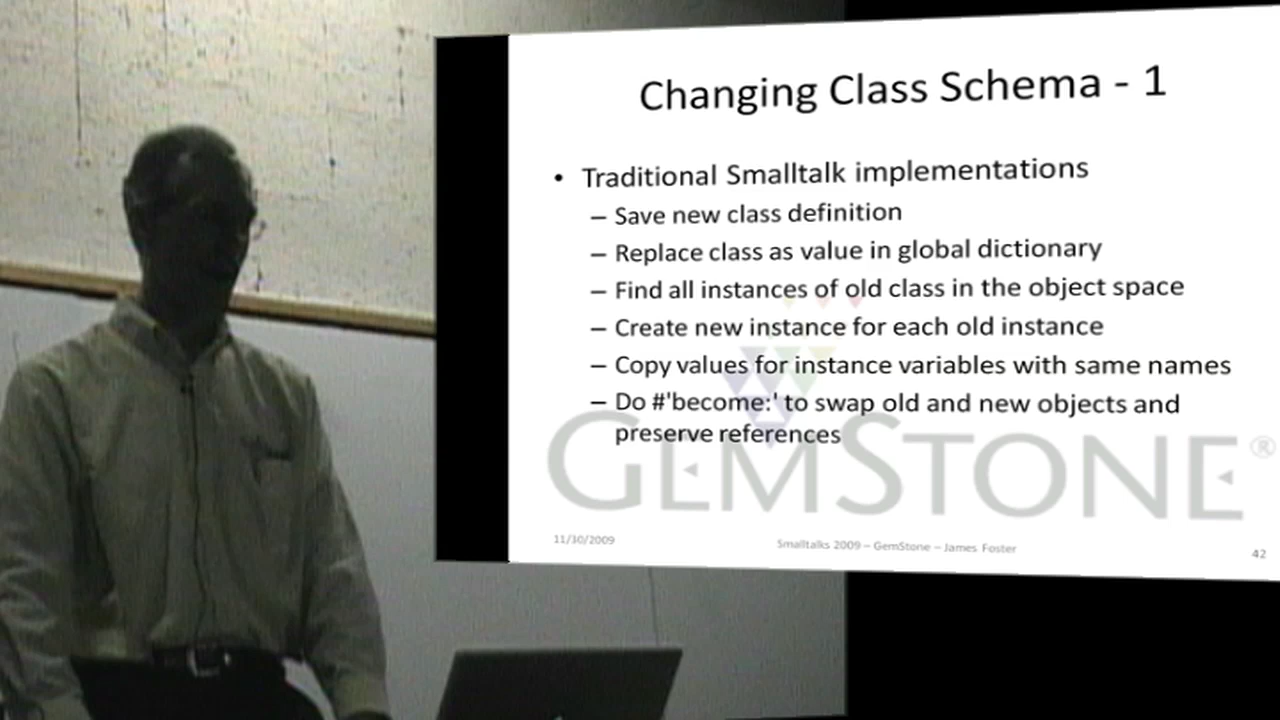 Changing Class Schema - 1
• Traditional Smalltalk implementations
– Save new class definition
– Replace class as value in global dictionary
– Find all instances of old class in the object space
– Create new instance for each old instance
– Copy values for instance variables with same names
– Do #'become:' to swap old and new objects and
preserve references
GEMSTONE®
11/10/2009
Smalltalks 2009 – GemStone – James Foster
42